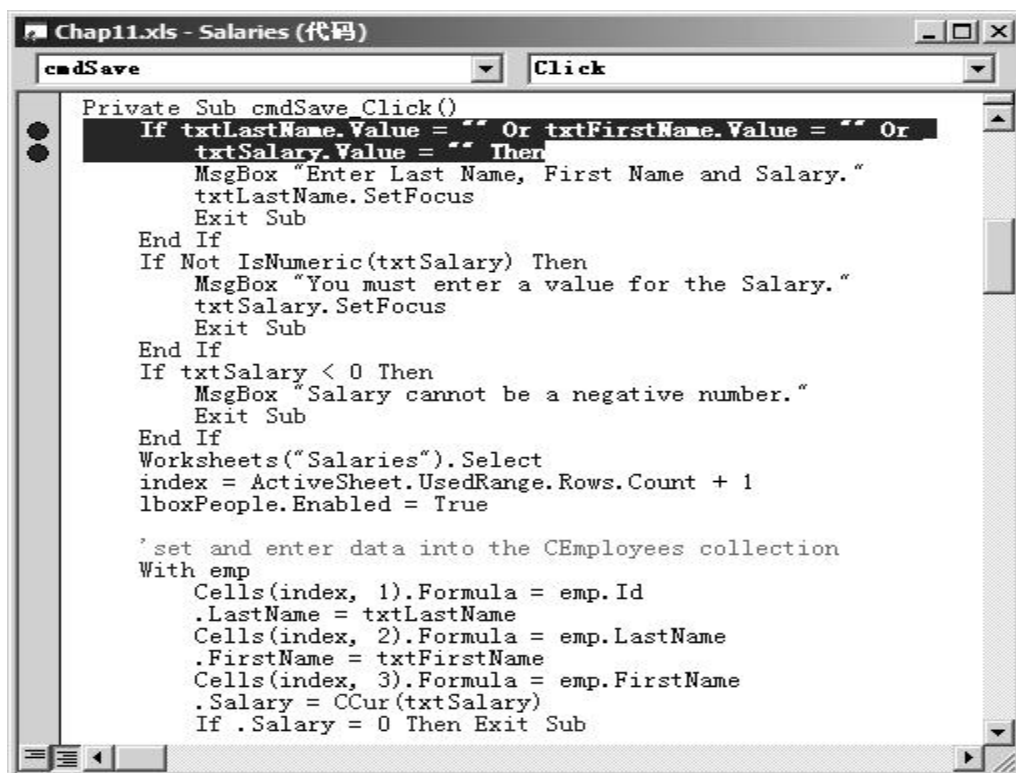 Chap11.xls - Salaries (代码)
cmdSave Click
Private Sub cmdSave_Click()
If txtLastName.Value = "" Or txtFirstName.Value = "" Or _
txtSalary.Value = "" Then
MsgBox "Enter Last Name, First Name and Salary."
txtLastName.SetFocus
Exit Sub
End If
If Not IsNumeric(txtSalary) Then
MsgBox "You must enter a value for the Salary."
txtSalary.SetFocus
Exit Sub
End If
If txtSalary < 0 Then
MsgBox "Salary cannot be a negative number."
Exit Sub
End If
Worksheets("Salaries").Select
index = ActiveSheet.UsedRange.Rows.Count + 1
lboxPeople.Enabled = True
'set and enter data into the CEmployees collection
With emp
Cells(index, 1).Formula = emp.Id
.LastName = txtLastName
Cells(index, 2).Formula = emp.LastName
.FirstName = txtFirstName
Cells(index, 3).Formula = emp.FirstName
.Salary = CCur(txtSalary)
If .Salary = 0 Then Exit Sub